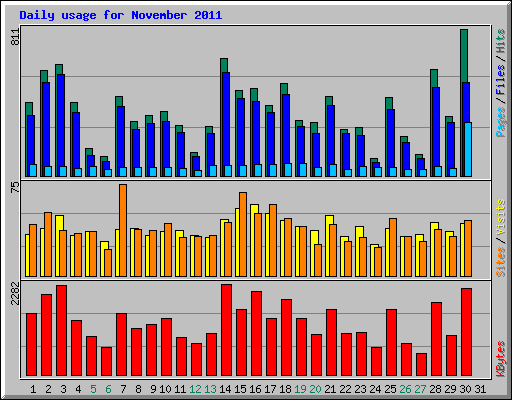 Daily usage for November 2011
811
Pages / Files / Hits
75
Sites / Visits
2282
KBytes
1 2 3 4 5 6 7 8 9 10 11 12 13 14 15 16 17 18 19 20 21 22 23 24 25 26 27 28 29 30 31